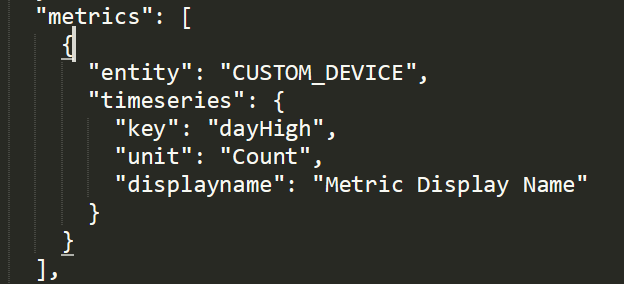 "metrics": [
{
"entity": "CUSTOM_DEVICE",
"timeseries": {
"key": "dayHigh",
"unit": "Count",
"displayname": "Metric Display Name"
}
}
],